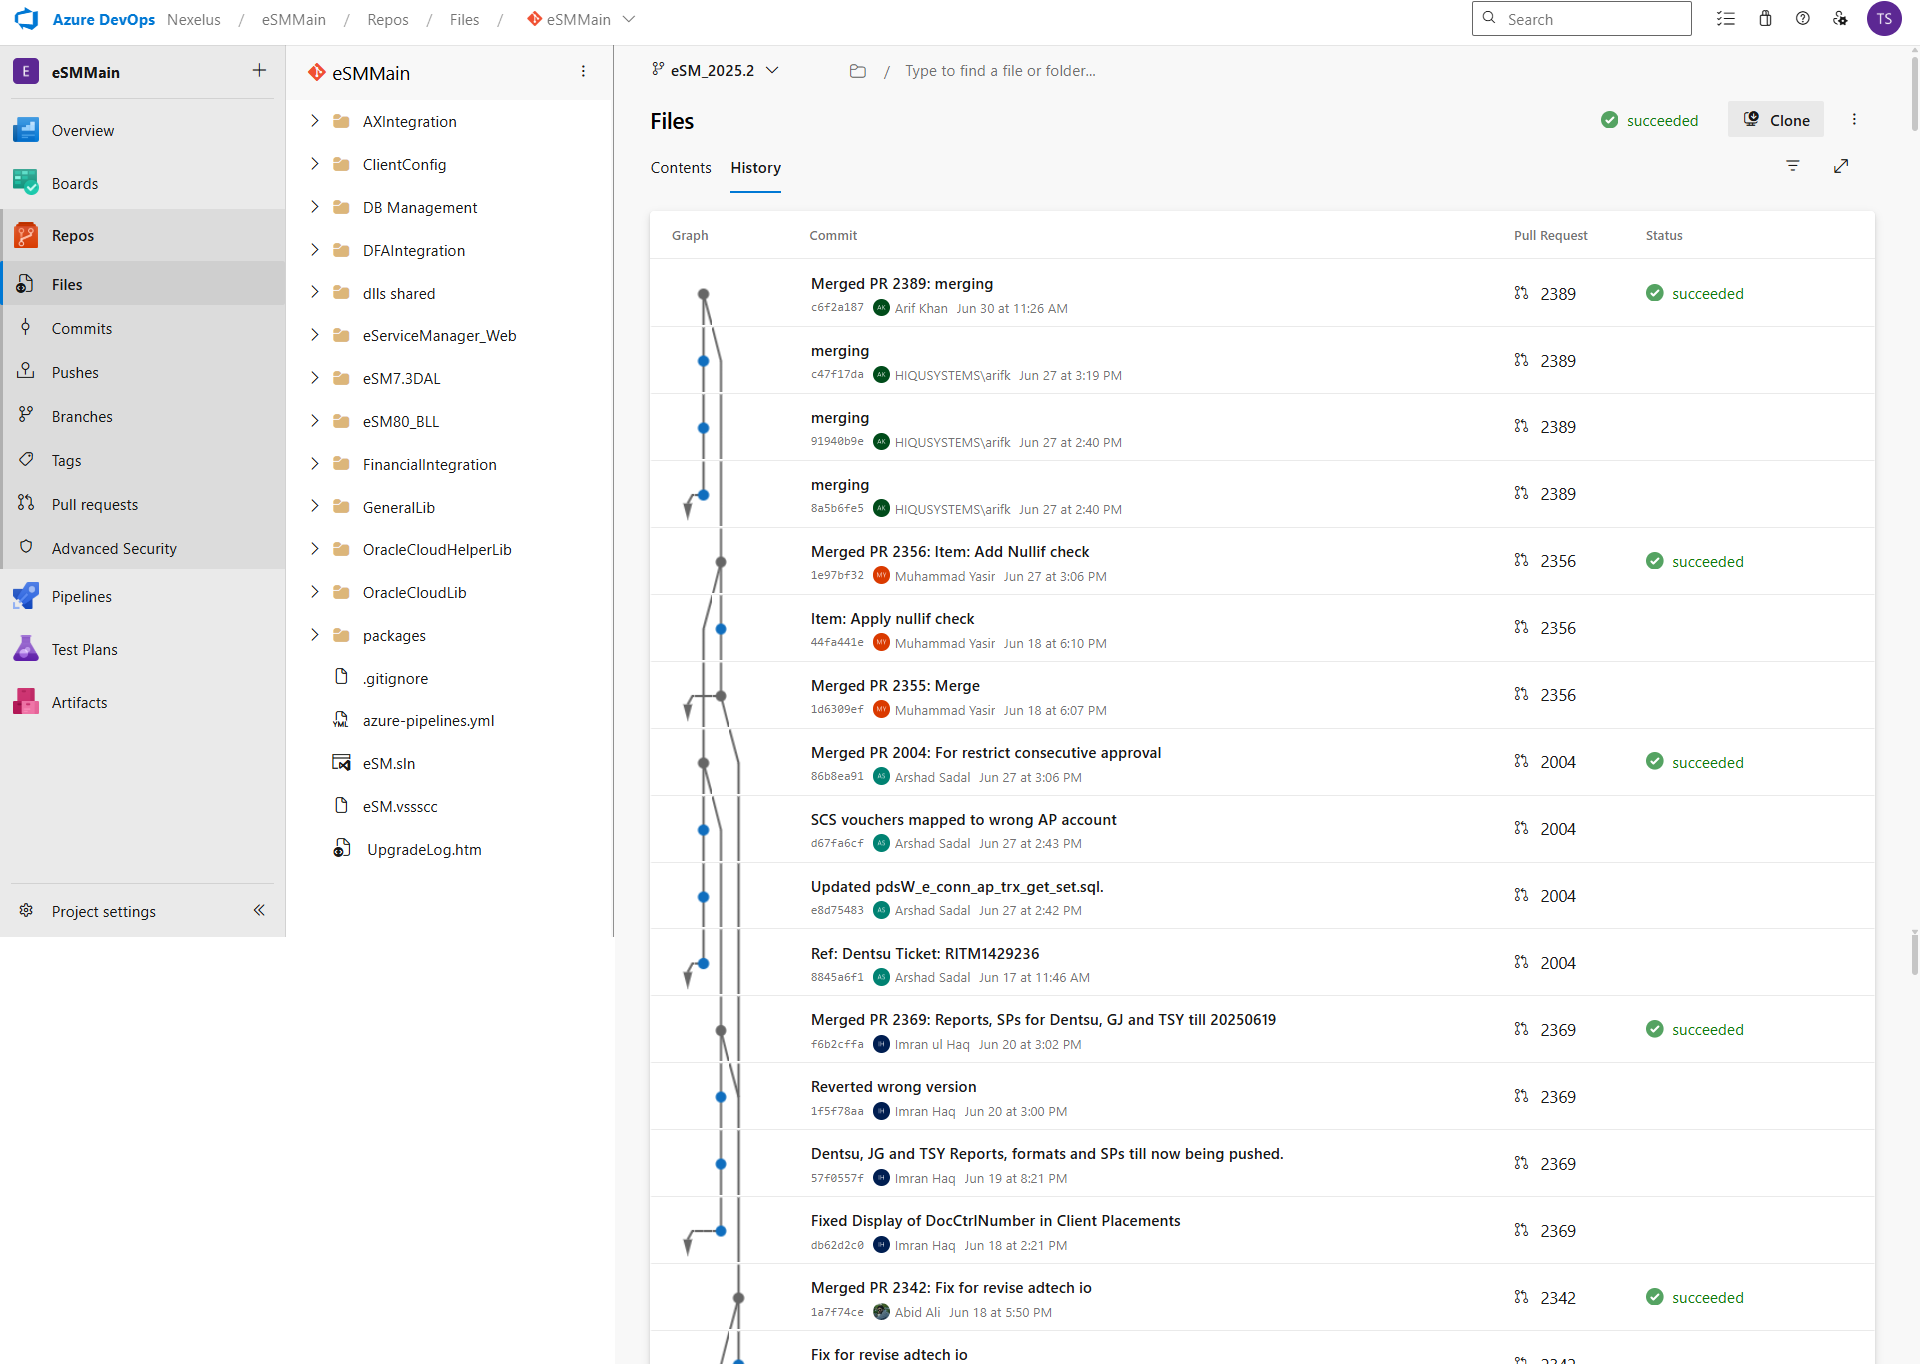 Azure DevOps Nexelus / eSMMain / Repos / Files / eSMMain
Search
TS
E eSMMain
Overview
Boards
Repos
Files
Commits
Pushes
Branches
Tags
Pull requests
Advanced Security
Pipelines
Test Plans
Artifacts
Project settings
eSMMain
AXIntegration
ClientConfig
DB Management
DFAIntegration
dlls shared
eServiceManager_Web
eSM7.3DAL
eSM80_BLL
FinancialIntegration
GeneralLib
OracleCloudHelperLib
OracleCloudLib
packages
.gitignore
YML azure-pipelines.yml
eSM.sln
eSM.vssscc
UpgradeLog.htm
eSM_2025.2 / Type to find a file or folder...
Files
succeeded
Clone
Contents History
Graph Commit Pull Request Status
Merged PR 2389: merging
c6f2a187 AK Arif Khan Jun 30 at 11:26 AM
2389 succeeded
merging
c47f17da AK HIQUSYSTEMS\arifk Jun 27 at 3:19 PM
2389
merging
91940b9e AK HIQUSYSTEMS\arifk Jun 27 at 2:40 PM
2389
merging
8a5b6fe5 AK HIQUSYSTEMS\arifk Jun 27 at 2:40 PM
2389
Merged PR 2356: Item: Add Nullif check
1e97bf32 MY Muhammad Yasir Jun 27 at 3:06 PM
2356 succeeded
Item: Apply nullif check
44fa441e MY Muhammad Yasir Jun 18 at 6:10 PM
2356
Merged PR 2355: Merge
1d6309ef MY Muhammad Yasir Jun 18 at 6:07 PM
2356
Merged PR 2004: For restrict consecutive approval
86b8ea91 AS Arshad Sadal Jun 27 at 3:06 PM
2004 succeeded
SCS vouchers mapped to wrong AP account
d67fa6cf AS Arshad Sadal Jun 27 at 2:43 PM
2004
Updated pdsW_e_conn_ap_trx_get_set.sql.
e8d75483 AS Arshad Sadal Jun 27 at 2:42 PM
2004
Ref: Dentsu Ticket: RITM1429236
8845a6f1 AS Arshad Sadal Jun 17 at 11:46 AM
2004
Merged PR 2369: Reports, SPs for Dentsu, GJ and TSY till 20250619
f6b2cffa IH Imran ul Haq Jun 20 at 3:02 PM
2369 succeeded
Reverted wrong version
1f5f78aa IH Imran Haq Jun 20 at 3:00 PM
2369
Dentsu, JG and TSY Reports, formats and SPs till now being pushed.
57f0557f IH Imran Haq Jun 19 at 8:21 PM
2369
Fixed Display of DocCtrlNumber in Client Placements
db62d2c0 IH Imran Haq Jun 18 at 2:21 PM
2369
Merged PR 2342: Fix for revise adtech io
1a7f74ce Abid Ali Jun 18 at 5:50 PM
2342 succeeded
Fix for revise adtech io
2342